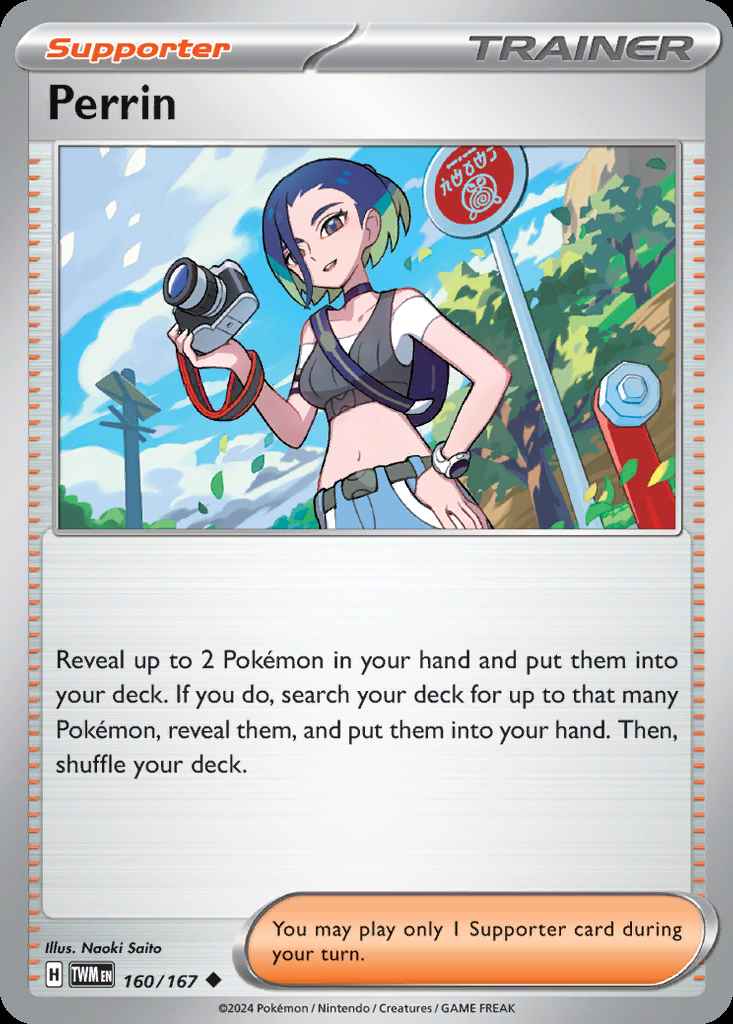 Supporter
TRAINER
Perrin
Reveal up to 2 Pokémon in your hand and put them into
your deck. If you do, search your deck for up to that many
Pokémon, reveal them, and put them into your hand. Then,
shuffle your deck.
You may play only 1 Supporter card during
your turn.
Illus. Naoki Saito
H TWM EN 160/167
©2024 Pokémon / Nintendo / Creatures / GAME FREAK